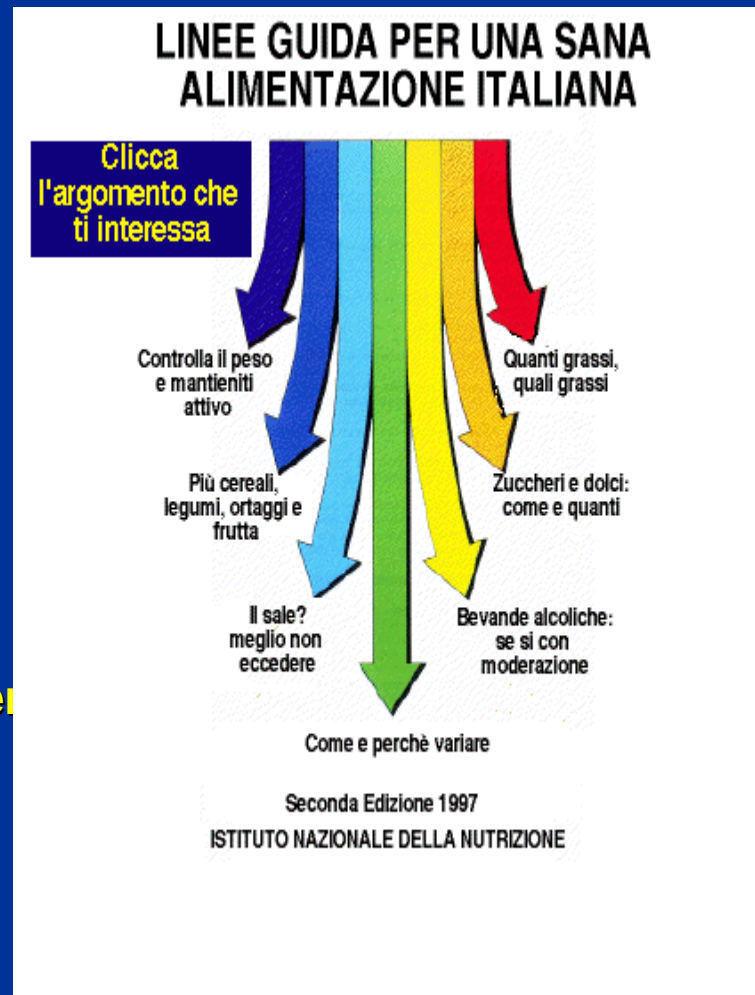 LINEE GUIDA PER UNA SANA
ALIMENTAZIONE ITALIANA
Clicca
l'argomento che
ti interessa
Controlla il peso
e mantieniti
attivo
Quanti grassi,
quali grassi
Più cereali,
legumi, ortaggi e
frutta
Zuccheri e dolci:
come e quanti
Il sale?
meglio non
eccedere
Bevande alcoliche:
se si con
moderazione
Come e perchè variare
Seconda Edizione 1997
ISTITUTO NAZIONALE DELLA NUTRIZIONE